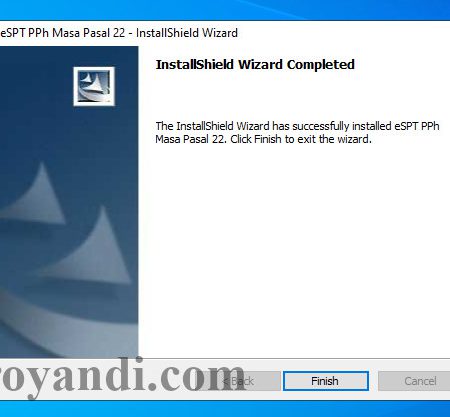 eSPT PPh Masa Pasal 22 - InstallShield Wizard
InstallShield Wizard Completed
The InstallShield Wizard has successfully installed eSPT PPh
Masa Pasal 22. Click Finish to exit the wizard.
royandi.com
< Back Finish Cancel